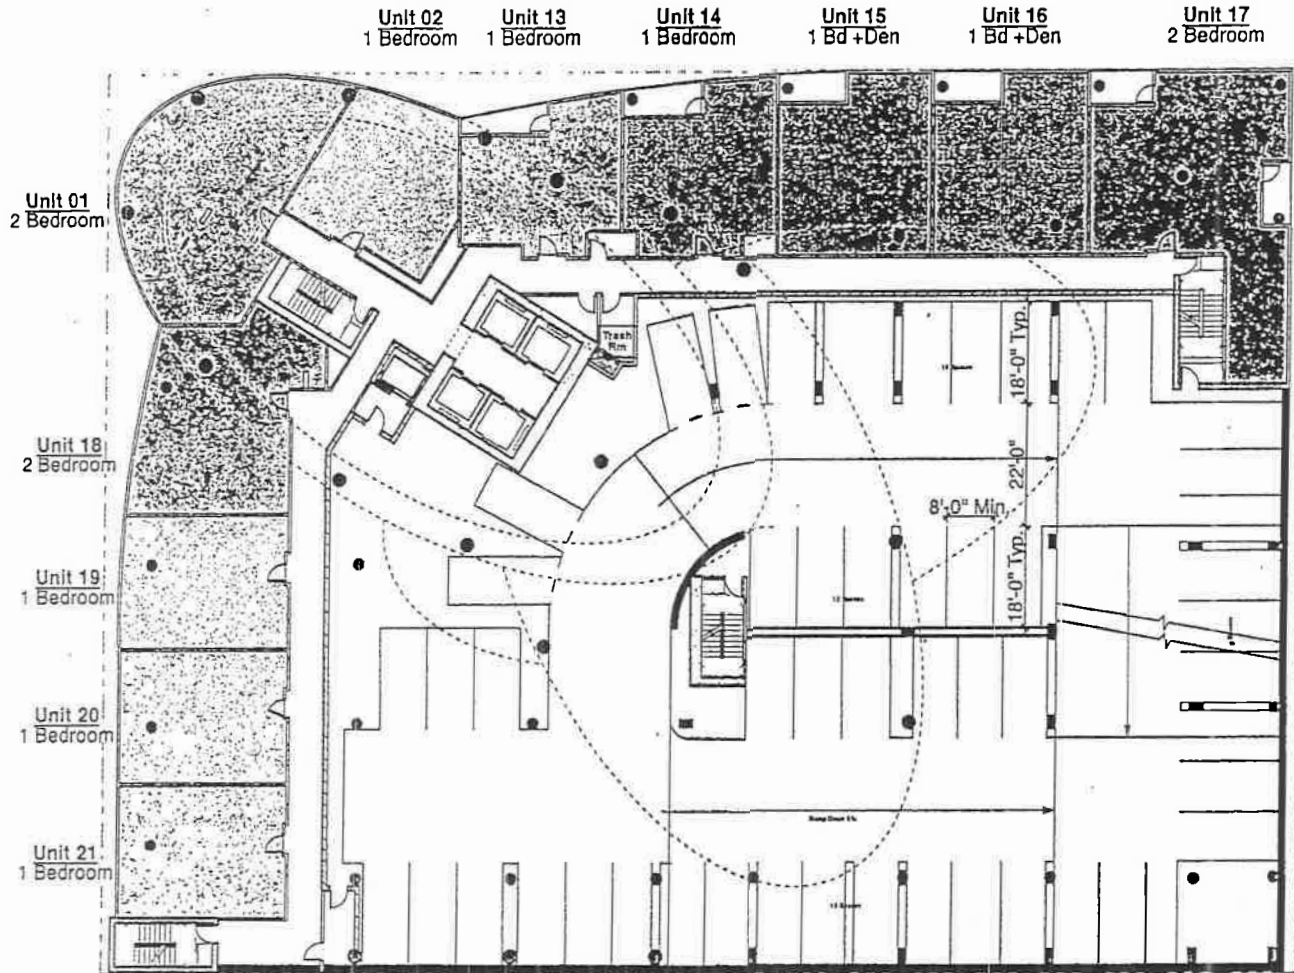 Unit 02
1 Bedroom
Unit 13
1 Bedroom
Unit 14
1 Bedroom
Unit 15
1 Bd +Den
Unit 16
1 Bd +Den
Unit 17
2 Bedroom
Unit 01
2 Bedroom
Trash
Rm
18'-0" Typ.
22'-0"
8'-0" Min.
18'-0" Typ.
Unit 18
2 Bedroom
Unit 19
1 Bedroom
Unit 20
1 Bedroom
Unit 21
1 Bedroom